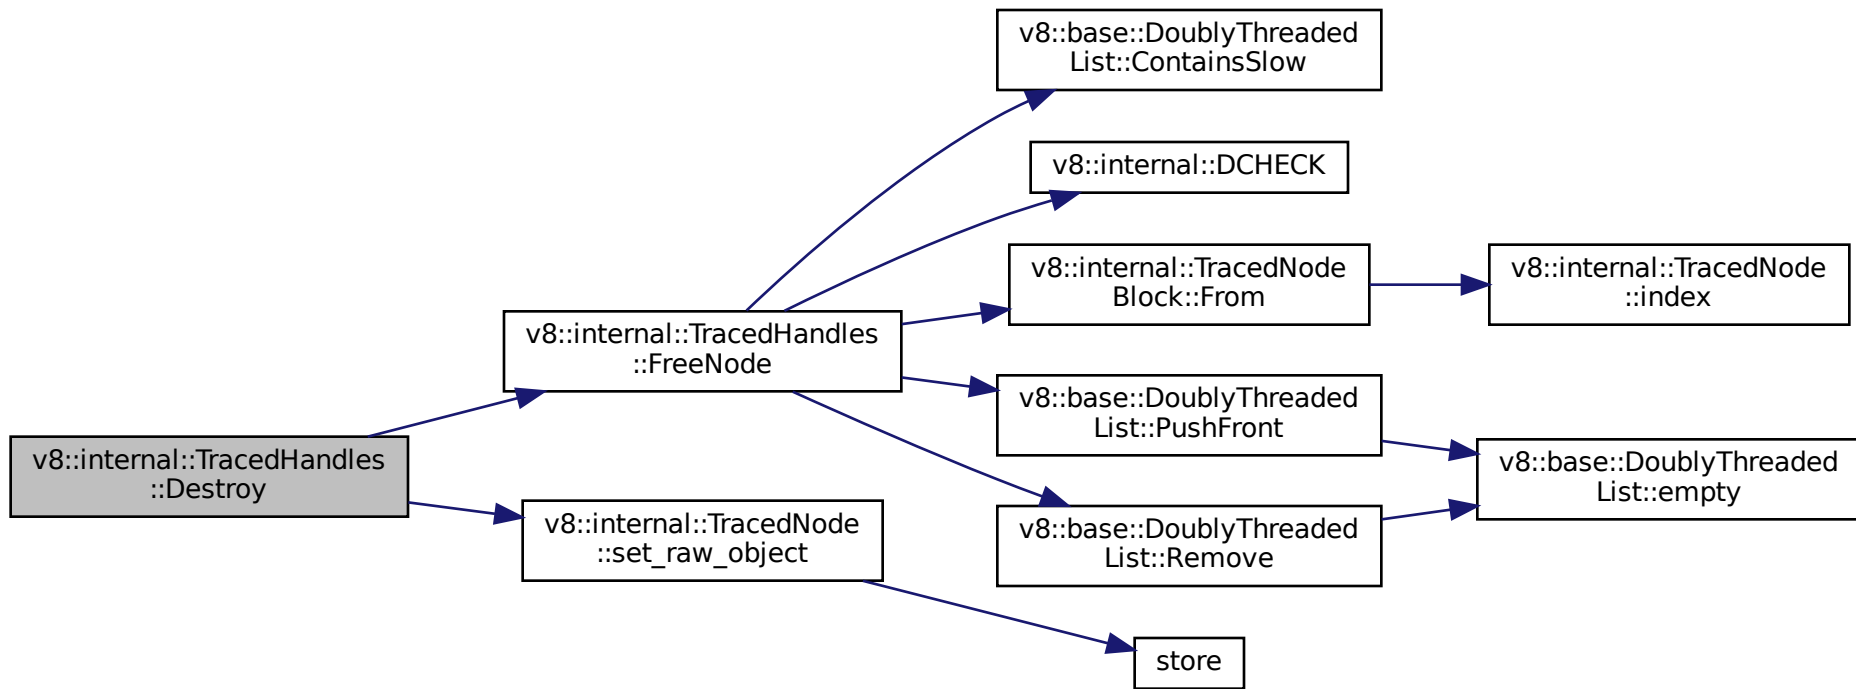 v8::base::DoublyThreaded
List::ContainsSlow
v8::internal::DCHECK
v8::internal::TracedNode
Block::From
v8::internal::TracedNode
::index
v8::internal::TracedHandles
::FreeNode
v8::base::DoublyThreaded
List::PushFront
v8::base::DoublyThreaded
List::empty
v8::internal::TracedHandles
::Destroy
v8::internal::TracedNode
::set_raw_object
v8::base::DoublyThreaded
List::Remove
store